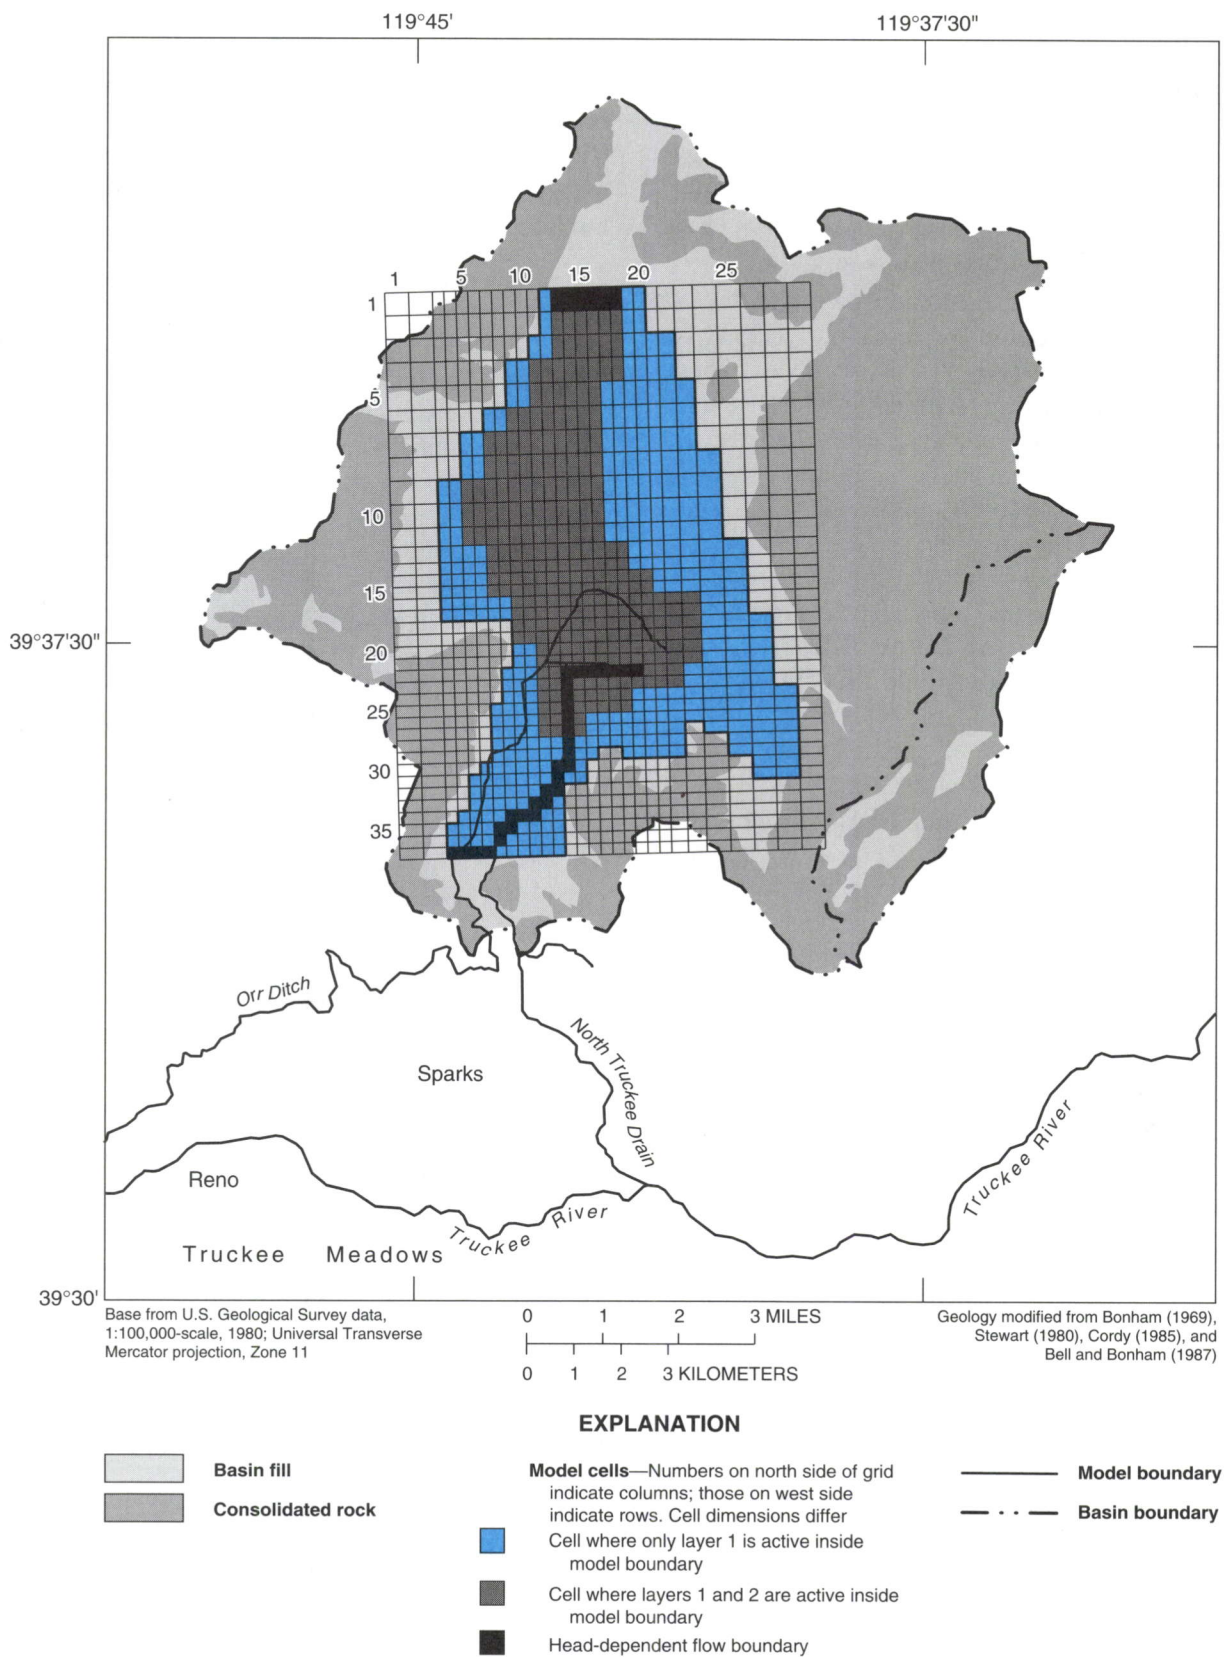 119°45' 119°37'30"
1 5 10 15 20 25
1
5
10
15
39°37'30"
20
25
30
35
Orr Ditch
North Truckee Drain
Sparks
Truckee River
Reno
Truckee River
Truckee Meadows
39°30'
Base from U.S. Geological Survey data,
1:100,000-scale, 1980; Universal Transverse
Mercator projection, Zone 11
0 1 2 3 MILES
0 1 2 3 KILOMETERS
Geology modified from Bonham (1969),
Stewart (1980), Cordy (1985), and
Bell and Bonham (1987)
EXPLANATION
Basin fill
Consolidated rock
Model cells—Numbers on north side of grid
indicate columns; those on west side
indicate rows. Cell dimensions differ
Cell where only layer 1 is active inside
model boundary
Cell where layers 1 and 2 are active inside
model boundary
Head-dependent flow boundary
Model boundary
Basin boundary